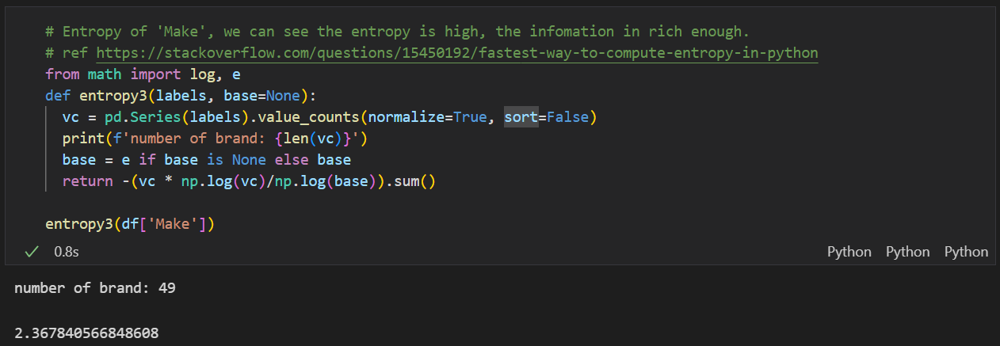 # Entropy of 'Make', we can see the entropy is high, the infomation in rich enough.
# ref https://stackoverflow.com/questions/15450192/fastest-way-to-compute-entropy-in-python
from math import log, e
def entropy3(labels, base=None):
  vc = pd.Series(labels).value_counts(normalize=True, sort=False)
  print(f'number of brand: {len(vc)}')
  base = e if base is None else base
  return -(vc * np.log(vc)/np.log(base)).sum()
entropy3(df['Make'])
0.8s Python Python Python
number of brand: 49
2.367840566848608